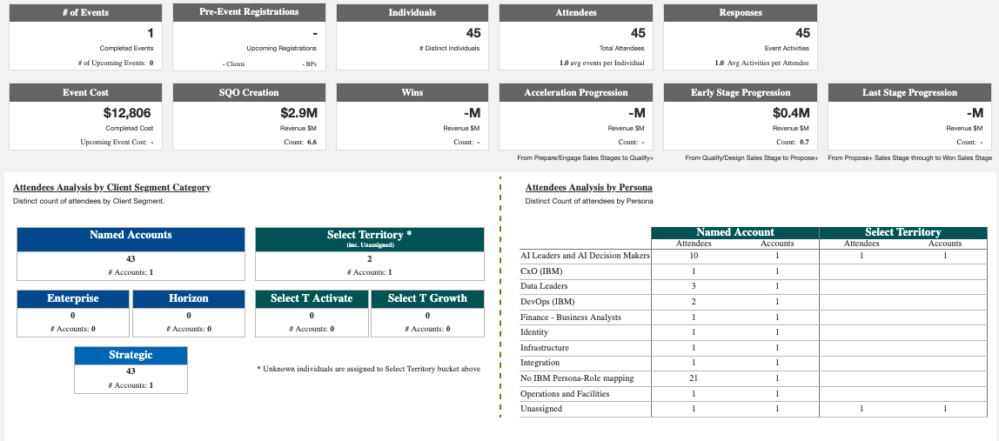 # of Events
1
Completed Events
# of Upcoming Events: 0
Pre-Event Registrations
-
Upcoming Registrations
- Clients - BPs
Individuals
45
# Distinct Individuals
Attendees
45
Total Attendees
1.0 avg events per Individual
Responses
45
Event Activities
1.0 Avg Activities per Attendee
Event Cost
$12,806
Completed Cost
Upcoming Event Cost: -
SQO Creation
$2.9M
Revenue $M
Count: 6.6
Wins
-M
Revenue $M
Count: -
Acceleration Progression
-M
Revenue $M
Count: -
From Prepare/Engage Sales Stages to Qualify+
Early Stage Progression
$0.4M
Revenue $M
Count: 0.7
From Qualify/Design Sales Stage to Propose+
Last Stage Progression
-M
Revenue $M
Count: -
From Propose+ Sales Stage through to Won Sales Stage
Attendees Analysis by Client Segment Category
Distinct count of attendees by Client Segment.
Named Accounts
43
# Accounts: 1
Select Territory *
(inc. Unassigned)
2
# Accounts: 1
Enterprise
0
# Accounts: 0
Horizon
0
# Accounts: 0
Select T Activate
0
# Accounts: 0
Select T Growth
0
# Accounts: 0
Strategic
43
# Accounts: 1
* Unknown individuals are assigned to Select Territory bucket above
Attendees Analysis by Persona
Distinct Count of attendees by Persona
Named Account Select Territory
Attendees Accounts Attendees Accounts
AI Leaders and AI Decision Makers 10 1 1 1
CxO (IBM) 1 1
Data Leaders 3 1
DevOps (IBM) 2 1
Finance - Business Analysts 1 1
Identity 1 1
Infrastructure 1 1
Integration 1 1
No IBM Persona-Role mapping 21 1
Operations and Facilities 1 1
Unassigned 1 1 1 1